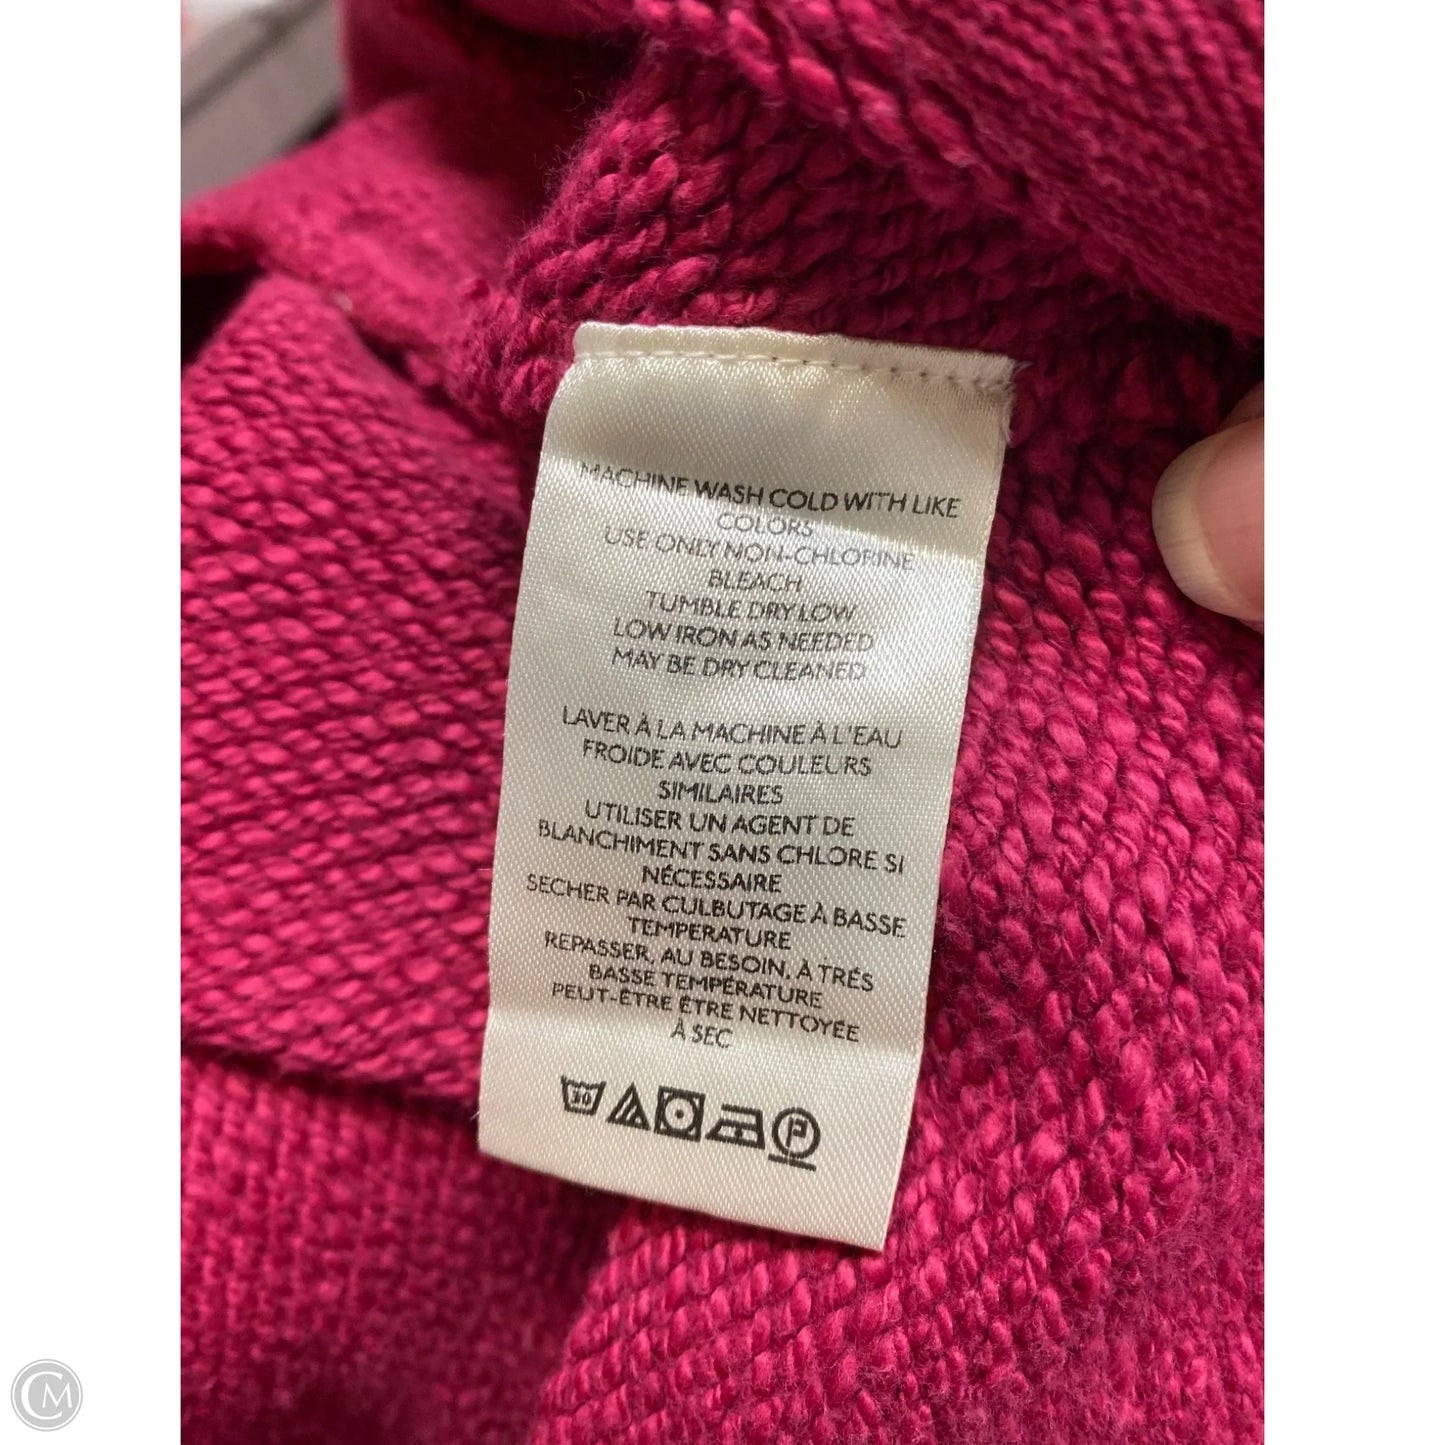 MACHINE WASH COLD WITH LIKE
COLORS
USE ONLY NON-CHLORINE
BLEACH
TUMBLE DRY LOW
LOW IRON AS NEEDED
MAY BE DRY CLEANED
LAVER À LA MACHINE À L'EAU
FROIDE AVEC COULEURS
SIMILAIRES
UTILISER UN AGENT DE
BLANCHIMENT SANS CHLORE SI
NÉCESSAIRE
SECHER PAR CULBUTAGE À BASSE
TEMPERATURE
REPASSER, AU BESOIN, À TRÉS
BASSE TEMPÉRATURE
PEUT-ÊTRE ÊTRE NETTOYÉE
À SEC
30 P
CM